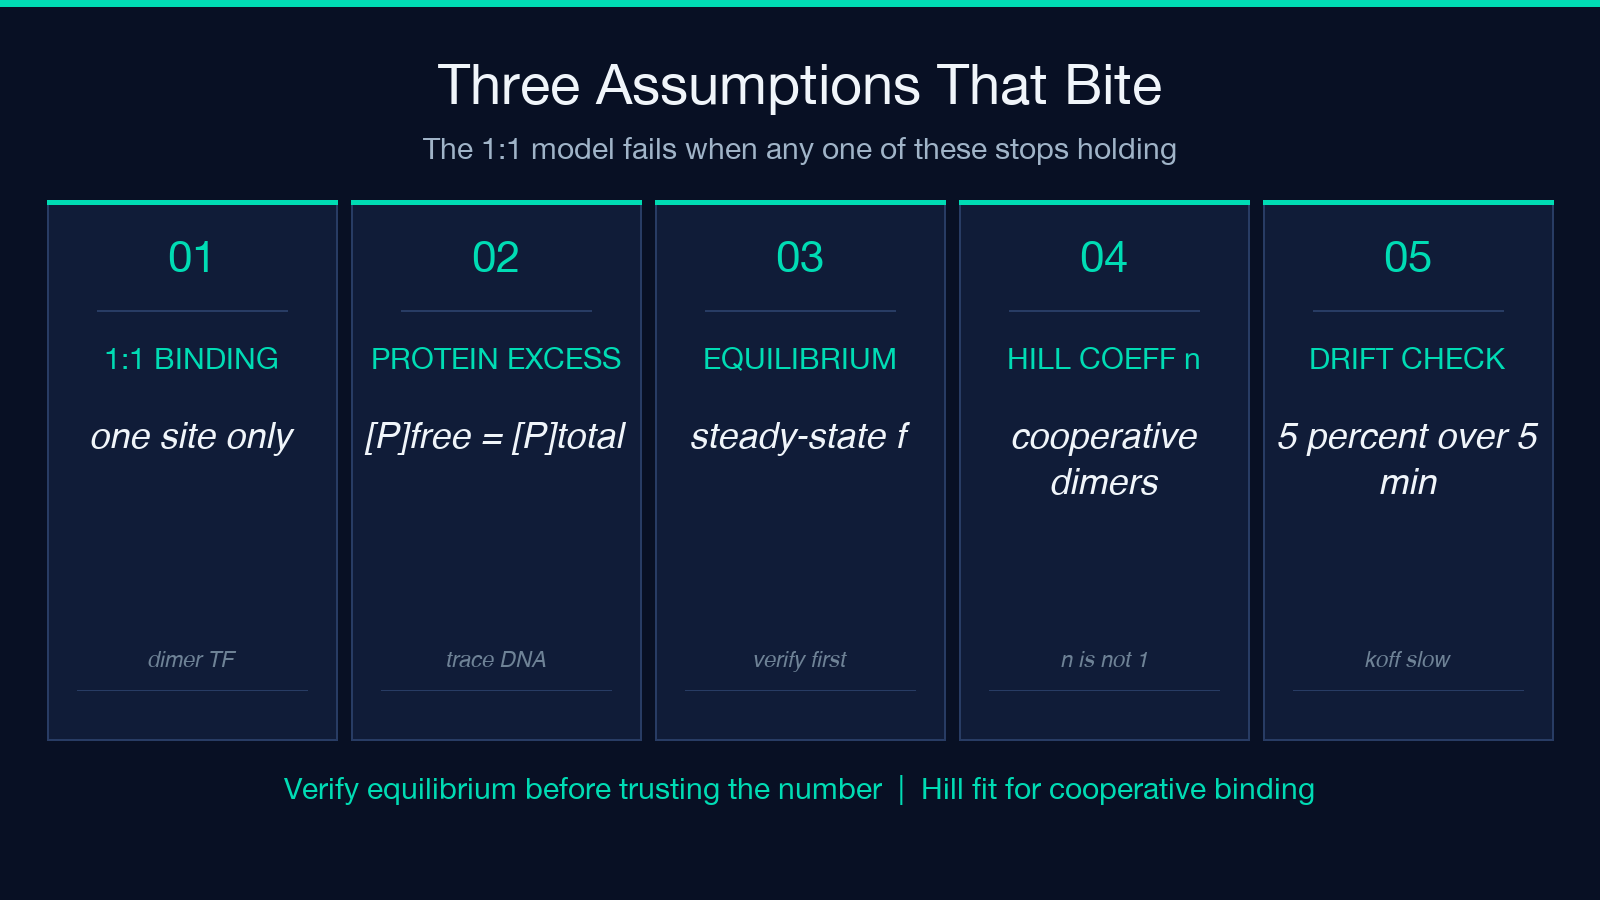 Three Assumptions That Bite
The 1:1 model fails when any one of these stops holding
01
1:1 BINDING
one site only
dimer TF
02
PROTEIN EXCESS
[P]free = [P]total
trace DNA
03
EQUILIBRIUM
steady-state f
verify first
04
HILL COEFF n
cooperative
dimers
n is not 1
05
DRIFT CHECK
5 percent over 5
min
koff slow
Verify equilibrium before trusting the number | Hill fit for cooperative binding